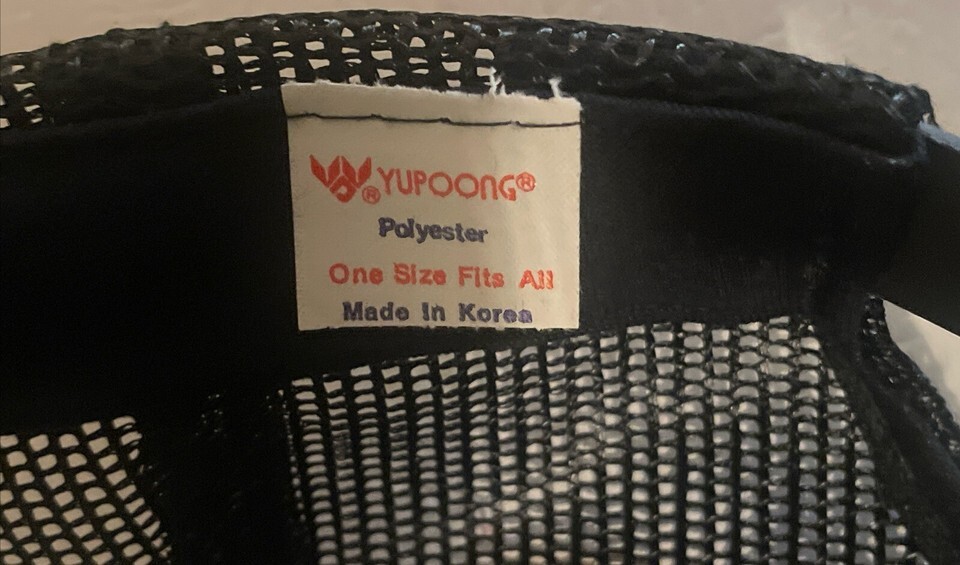 ® YUPOONG®
Polyester
One Size Fits All
Made In Korea